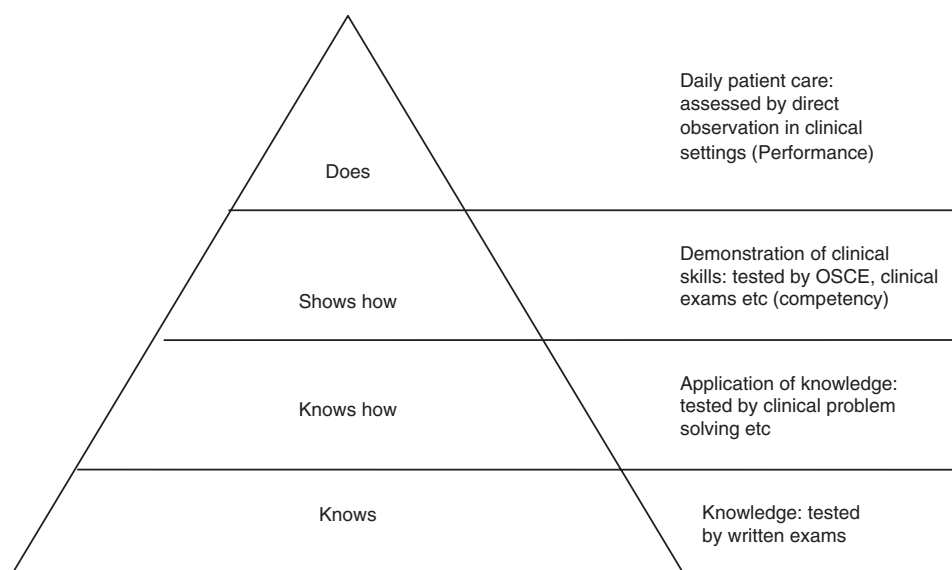 Daily patient care:
assessed by direct
observation in clinical
settings (Performance)
Does
Demonstration of clinical
skills: tested by OSCE, clinical
exams etc (competency)
Shows how
Application of knowledge:
tested by clinical problem
solving etc
Knows how
Knowledge: tested
by written exams
Knows